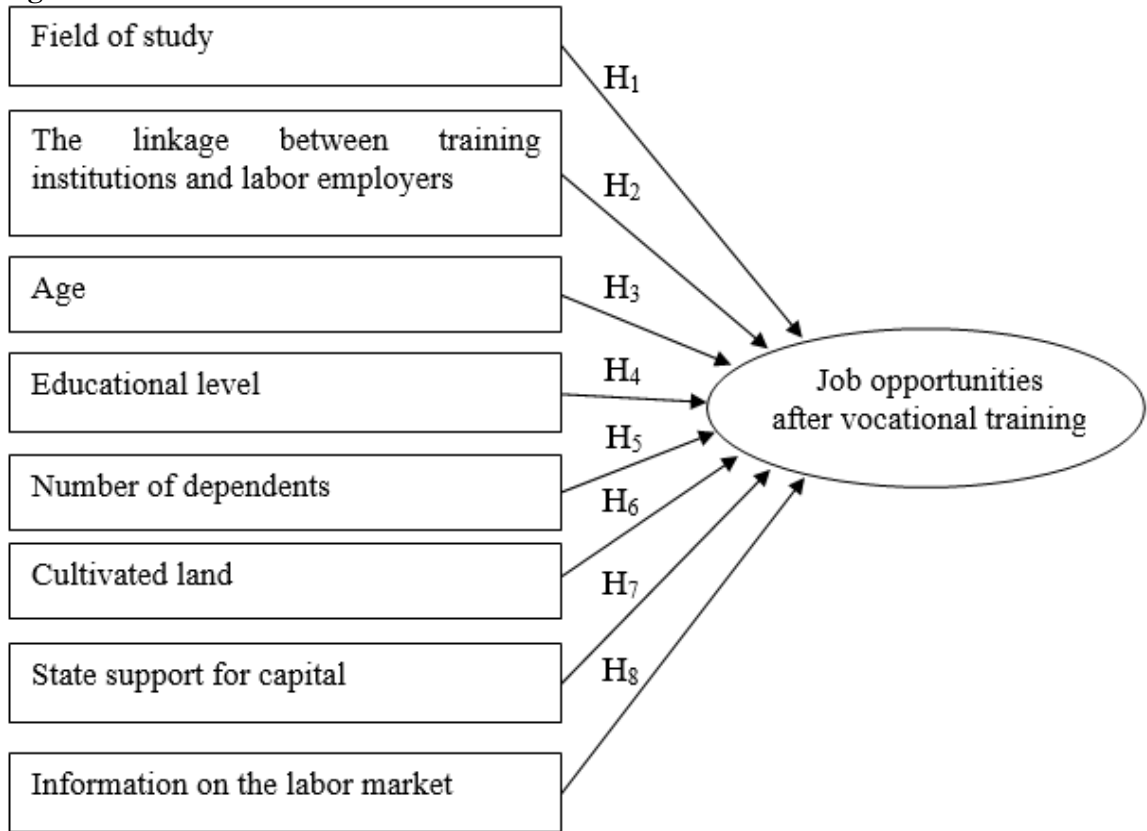 Field of study
H₁
The linkage between training
institutions and labor employers
H₂
Age
H₃
Educational level
H₄
Number of dependents
H₅
Cultivated land
H₆
State support for capital
H₇
Information on the labor market
H₈
Job opportunities
after vocational training